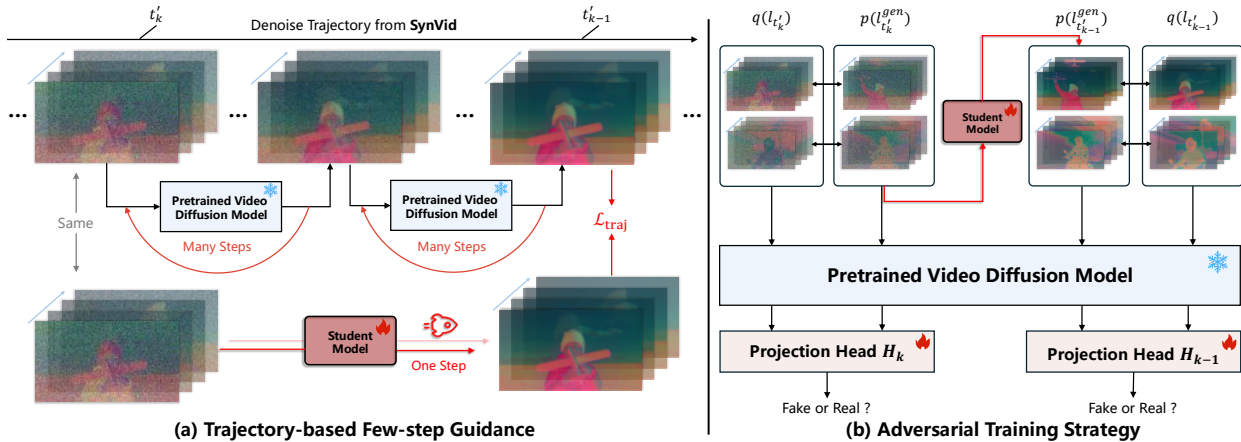 t'_k
Denoise Trajectory from SynVid
t'_{k-1}
...
...
...
...
Pretrained Video
Diffusion Model
Pretrained Video
Diffusion Model
Same
Many Steps
Many Steps
ℒ_traj
Student
Model
One Step
(a) Trajectory-based Few-step Guidance
q(l_{t'_k})
p(l^{gen}_{t'_k})
p(l^{gen}_{t'_{k-1}})
q(l_{t'_{k-1}})
Student
Model
Pretrained Video Diffusion Model
Projection Head H_k
Projection Head H_{k-1}
Fake or Real ?
Fake or Real ?
(b) Adversarial Training Strategy